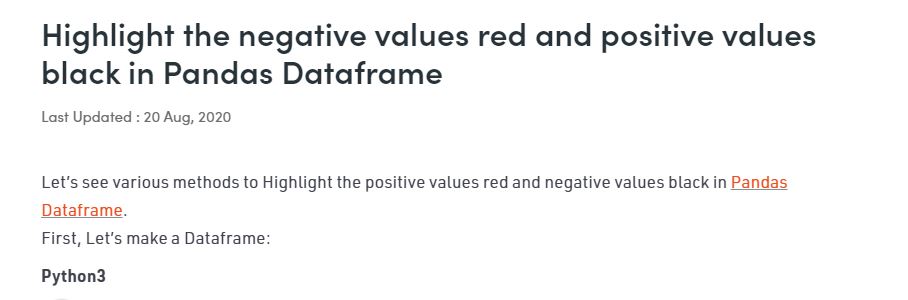 Highlight the negative values red and positive values
black in Pandas Dataframe
Last Updated : 20 Aug, 2020
Let's see various methods to Highlight the positive values red and negative values black in Pandas
Dataframe.
First, Let's make a Dataframe:
Python3